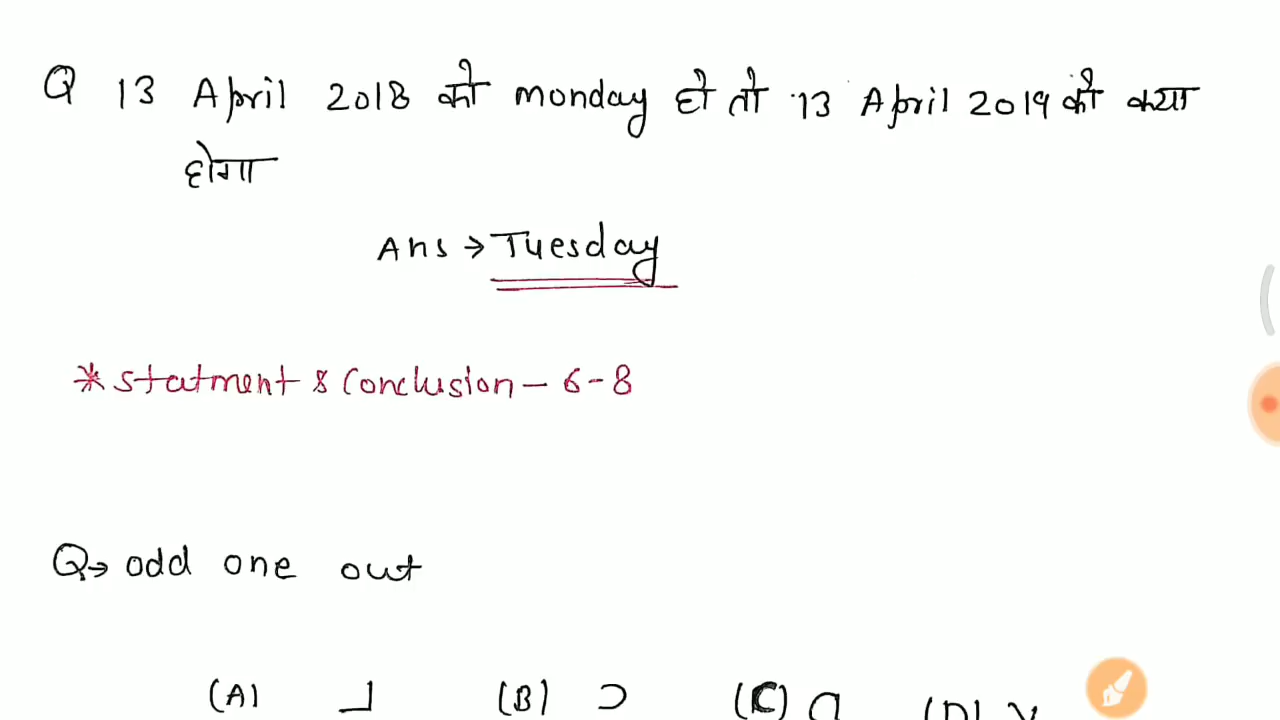 Q 13 April 2018 को monday हो तो 13 April 2019 को क्या
होगा
Ans → Tuesday
* Statment & Conclusion - 6-8
Q→ odd one out
(A) (B) (C) (D)